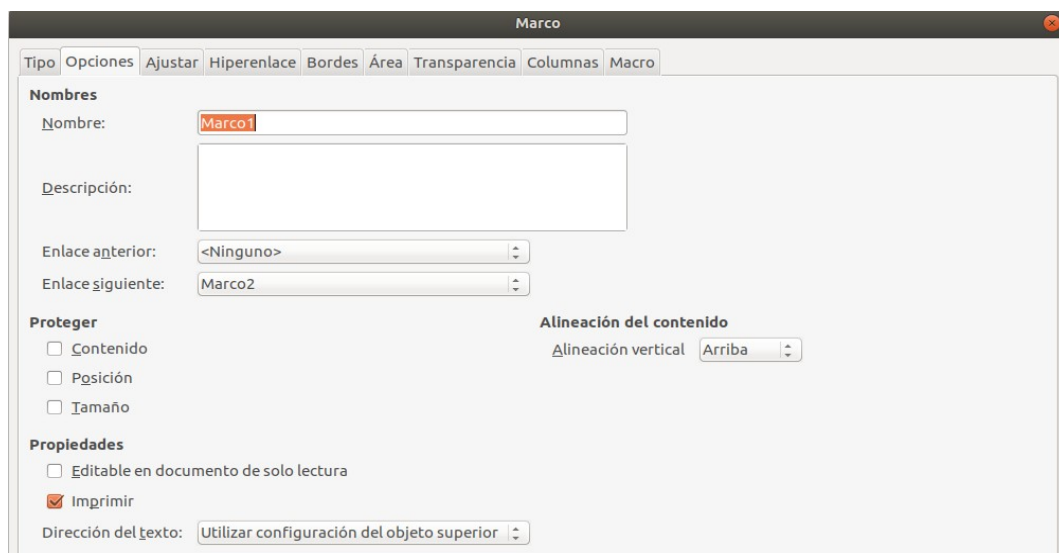 Marco
Tipo Opciones Ajustar Hiperenlace Bordes Área Transparencia Columnas Macro
Nombres
Nombre: Marco1
Descripción:
Enlace anterior: <Ninguno>
Enlace siguiente: Marco2
Proteger Alineación del contenido
Contenido Alineación vertical Arriba
Posición
Tamaño
Propiedades
Editable en documento de solo lectura
Imprimir
Dirección del texto: Utilizar configuración del objeto superior